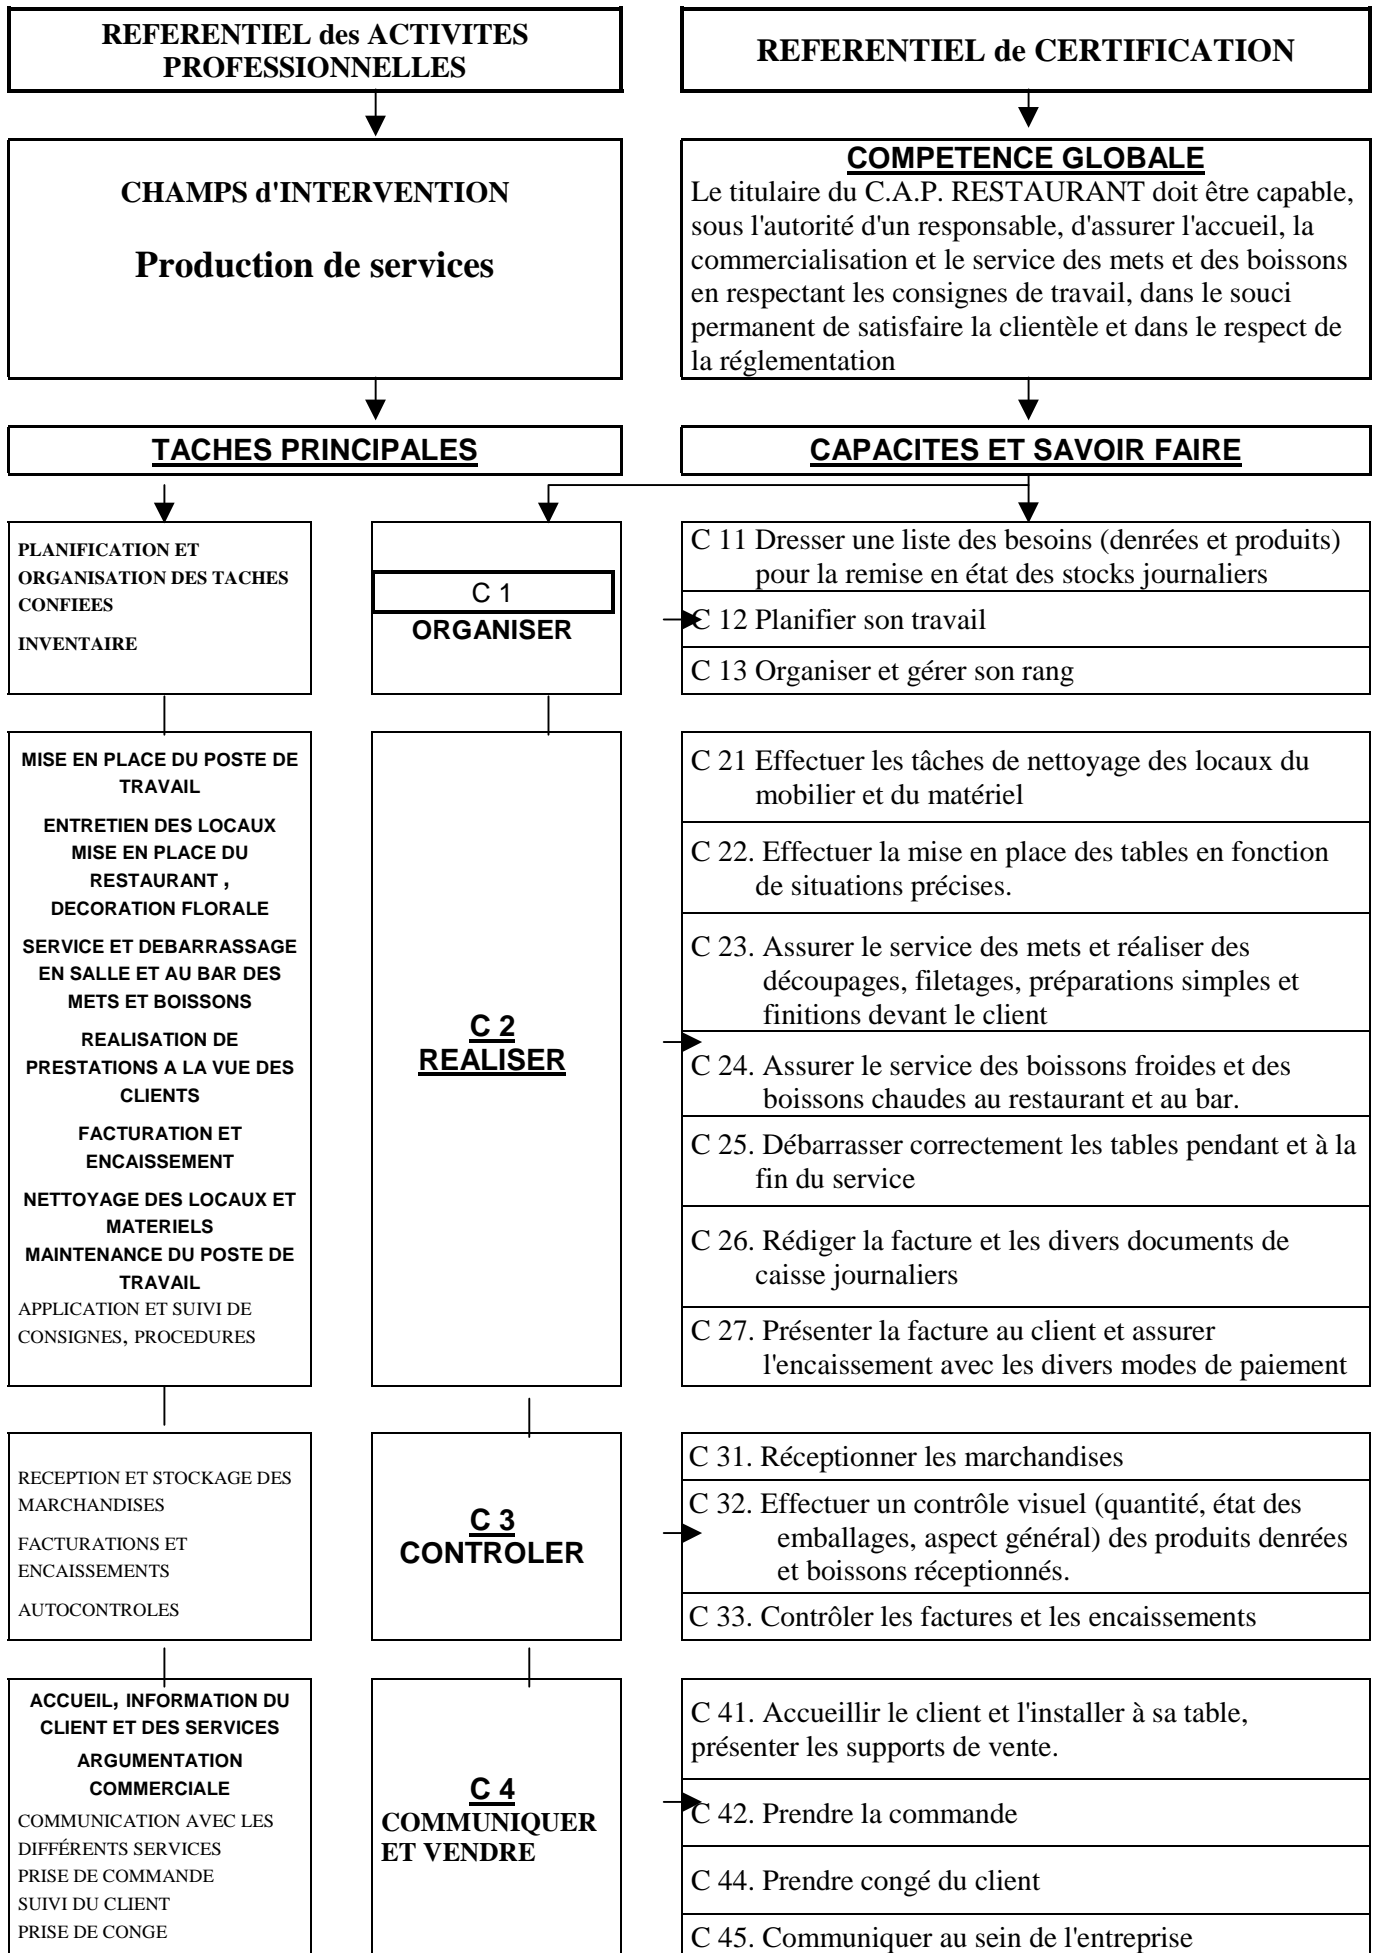 REFERENTIEL des ACTIVITES
PROFESSIONNELLES
REFERENTIEL de CERTIFICATION
CHAMPS d'INTERVENTION
Production de services
COMPETENCE GLOBALE
Le titulaire du C.A.P. RESTAURANT doit être capable,
sous l'autorité d'un responsable, d'assurer l'accueil, la
commercialisation et le service des mets et des boissons
en respectant les consignes de travail, dans le souci
permanent de satisfaire la clientèle et dans le respect de
la réglementation
TACHES PRINCIPALES
CAPACITES ET SAVOIR FAIRE
PLANIFICATION ET
ORGANISATION DES TACHES
CONFIEES
INVENTAIRE
C 1
ORGANISER
C 11 Dresser une liste des besoins (denrées et produits)
pour la remise en état des stocks journaliers
C 12 Planifier son travail
C 13 Organiser et gérer son rang
MISE EN PLACE DU POSTE DE
TRAVAIL
ENTRETIEN DES LOCAUX
MISE EN PLACE DU
RESTAURANT ,
DECORATION FLORALE
SERVICE ET DEBARRASSAGE
EN SALLE ET AU BAR DES
METS ET BOISSONS
REALISATION DE
PRESTATIONS A LA VUE DES
CLIENTS
FACTURATION ET
ENCAISSEMENT
NETTOYAGE DES LOCAUX ET
MATERIELS
MAINTENANCE DU POSTE DE
TRAVAIL
APPLICATION ET SUIVI DE
CONSIGNES, PROCEDURES
C 2
REALISER
C 21 Effectuer les tâches de nettoyage des locaux du
mobilier et du matériel
C 22. Effectuer la mise en place des tables en fonction
de situations précises.
C 23. Assurer le service des mets et réaliser des
découpages, filetages, préparations simples et
finitions devant le client
C 24. Assurer le service des boissons froides et des
boissons chaudes au restaurant et au bar.
C 25. Débarrasser correctement les tables pendant et à la
fin du service
C 26. Rédiger la facture et les divers documents de
caisse journaliers
C 27. Présenter la facture au client et assurer
l'encaissement avec les divers modes de paiement
RECEPTION ET STOCKAGE DES
MARCHANDISES
FACTURATIONS ET
ENCAISSEMENTS
AUTOCONTROLES
C 3
CONTROLER
C 31. Réceptionner les marchandises
C 32. Effectuer un contrôle visuel (quantité, état des
emballages, aspect général) des produits denrées
et boissons réceptionnés.
C 33. Contrôler les factures et les encaissements
ACCUEIL, INFORMATION DU
CLIENT ET DES SERVICES
ARGUMENTATION
COMMERCIALE
COMMUNICATION AVEC LES
DIFFÉRENTS SERVICES
PRISE DE COMMANDE
SUIVI DU CLIENT
PRISE DE CONGE
C 4
COMMUNIQUER
ET VENDRE
C 41. Accueillir le client et l'installer à sa table,
présenter les supports de vente.
C 42. Prendre la commande
C 44. Prendre congé du client
C 45. Communiquer au sein de l'entreprise